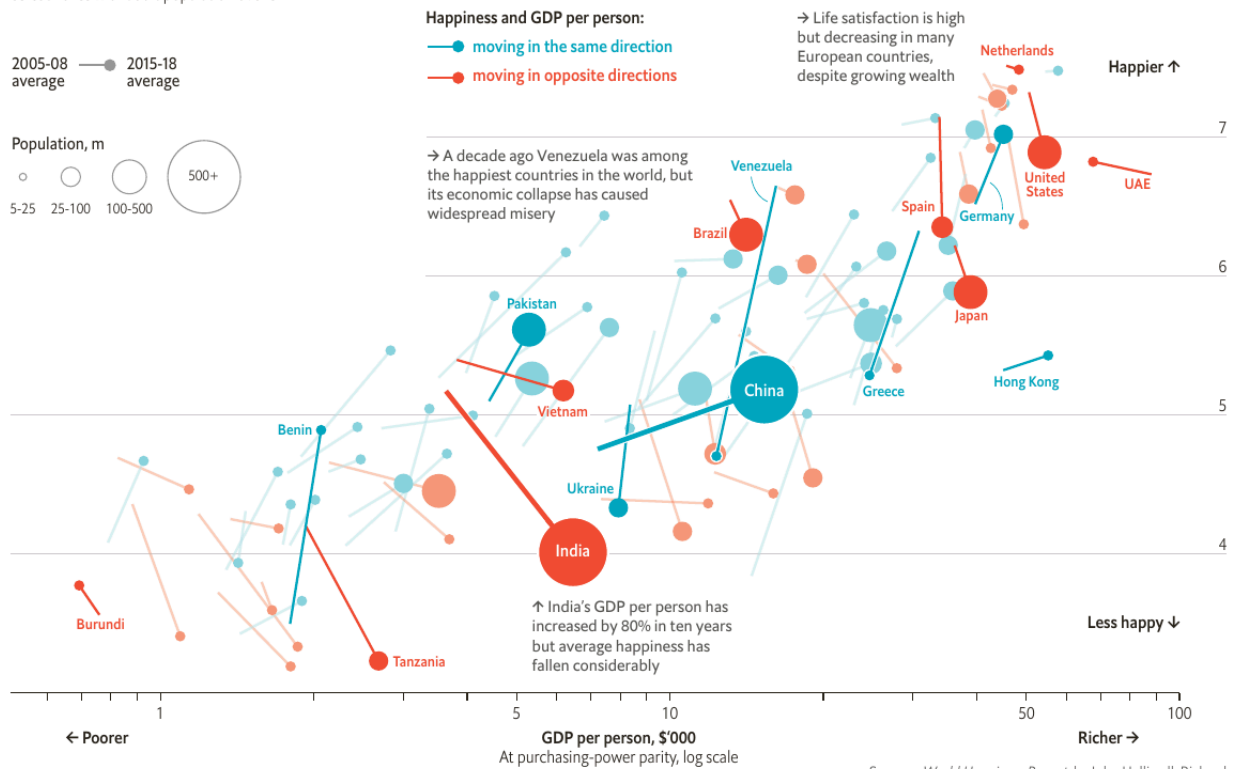 Happiness and GDP per person:
moving in the same direction
moving in opposite directions
2005-08 average
2015-18 average
Population, m
500+
5-25
25-100
100-500
→ Life satisfaction is high
but decreasing in many
European countries,
despite growing wealth
Netherlands
Happier ↑
7
→ A decade ago Venezuela was among
the happiest countries in the world, but
its economic collapse has caused
widespread misery
Venezuela
United
States
UAE
Spain
Germany
Brazil
6
Pakistan
Japan
Hong Kong
China
Greece
Vietnam
5
Benin
Ukraine
4
India
↑ India's GDP per person has
increased by 80% in ten years
but average happiness has
fallen considerably
Burundi
Less happy ↓
Tanzania
1
5
10
50
100
← Poorer
GDP per person, $'000
Richer →
At purchasing-power parity, log scale